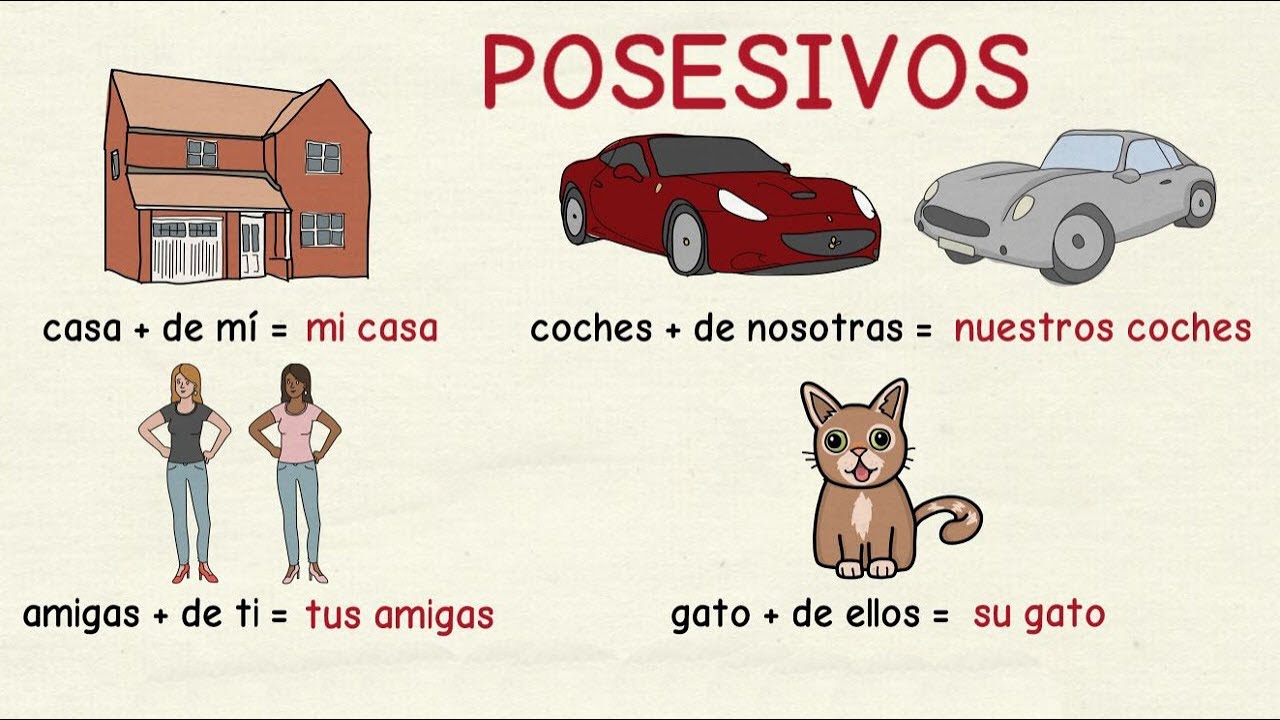 POSESIVOS
casa + de mí = mi casa
coches + de nosotras = nuestros coches
amigas + de ti = tus amigas
gato + de ellos = su gato